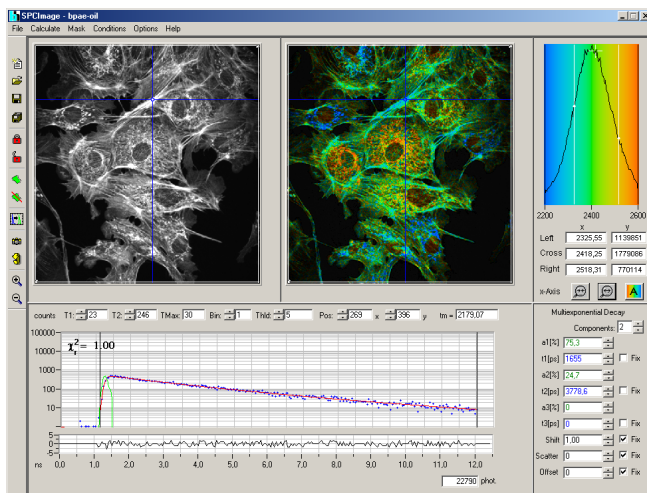 SPCImage - bpae-oil
File Calculate Mask Conditions Options Help
2200 2400 2600
x y
Left 2325,55 1139851
Cross 2418,25 1779086
Right 2518,31 770114
x-Axis A
counts T1: 23 T2: 246 TMax: 30 Bin: 1 Thld: 5 Pos: 269 x 396 y tm = 2179,07
Multiexponential Decay
Components: 2
100000
10000
1000
100
10
χr²= 1.00
5
0
-5
ns 0,0 1,0 2,0 3,0 4,0 5,0 6,0 7,0 8,0 9,0 10,0 11,0 12,0
22790 phot.
a1[%] 75,3
t1[ps] 1655 Fix
a2[%] 24,7
t2[ps] 3778,6 Fix
a3[%] 0
t3[ps] 0 Fix
Shift 1,00 Fix
Scatter 0 Fix
Offset 0 Fix